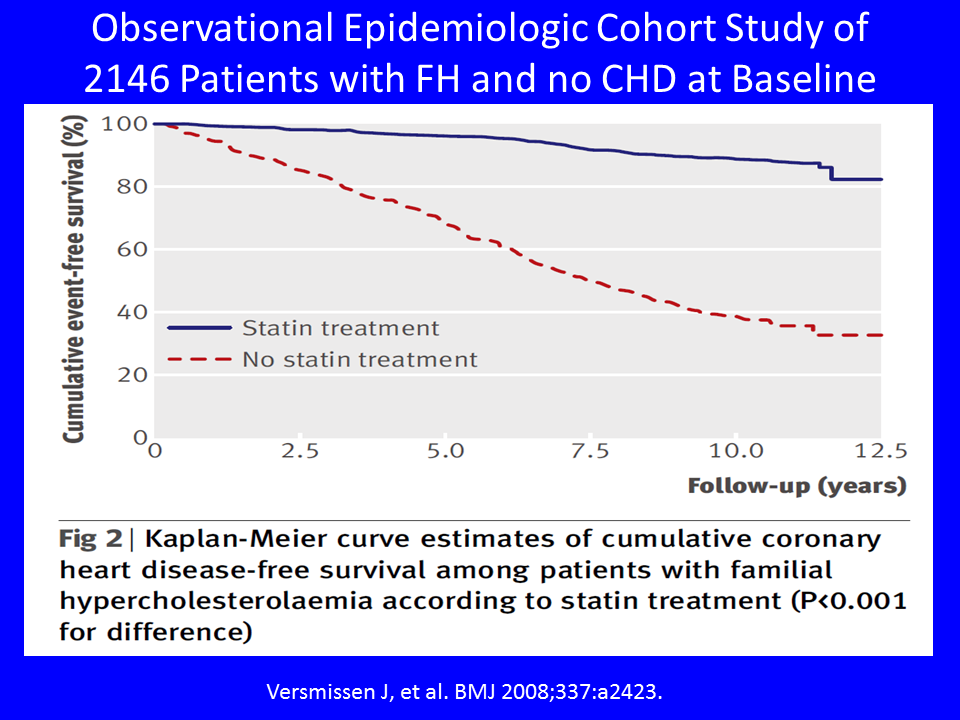 Observational Epidemiologic Cohort Study of
2146 Patients with FH and no CHD at Baseline
Cumulative event-free survival (%)
100
80
60
40
20
0
Statin treatment
No statin treatment
0 2.5 5.0 7.5 10.0 12.5
Follow-up (years)
Fig 2 | Kaplan-Meier curve estimates of cumulative coronary
heart disease-free survival among patients with familial
hypercholesterolaemia according to statin treatment (P<0.001
for difference)
Versmissen J, et al. BMJ 2008;337:a2423.